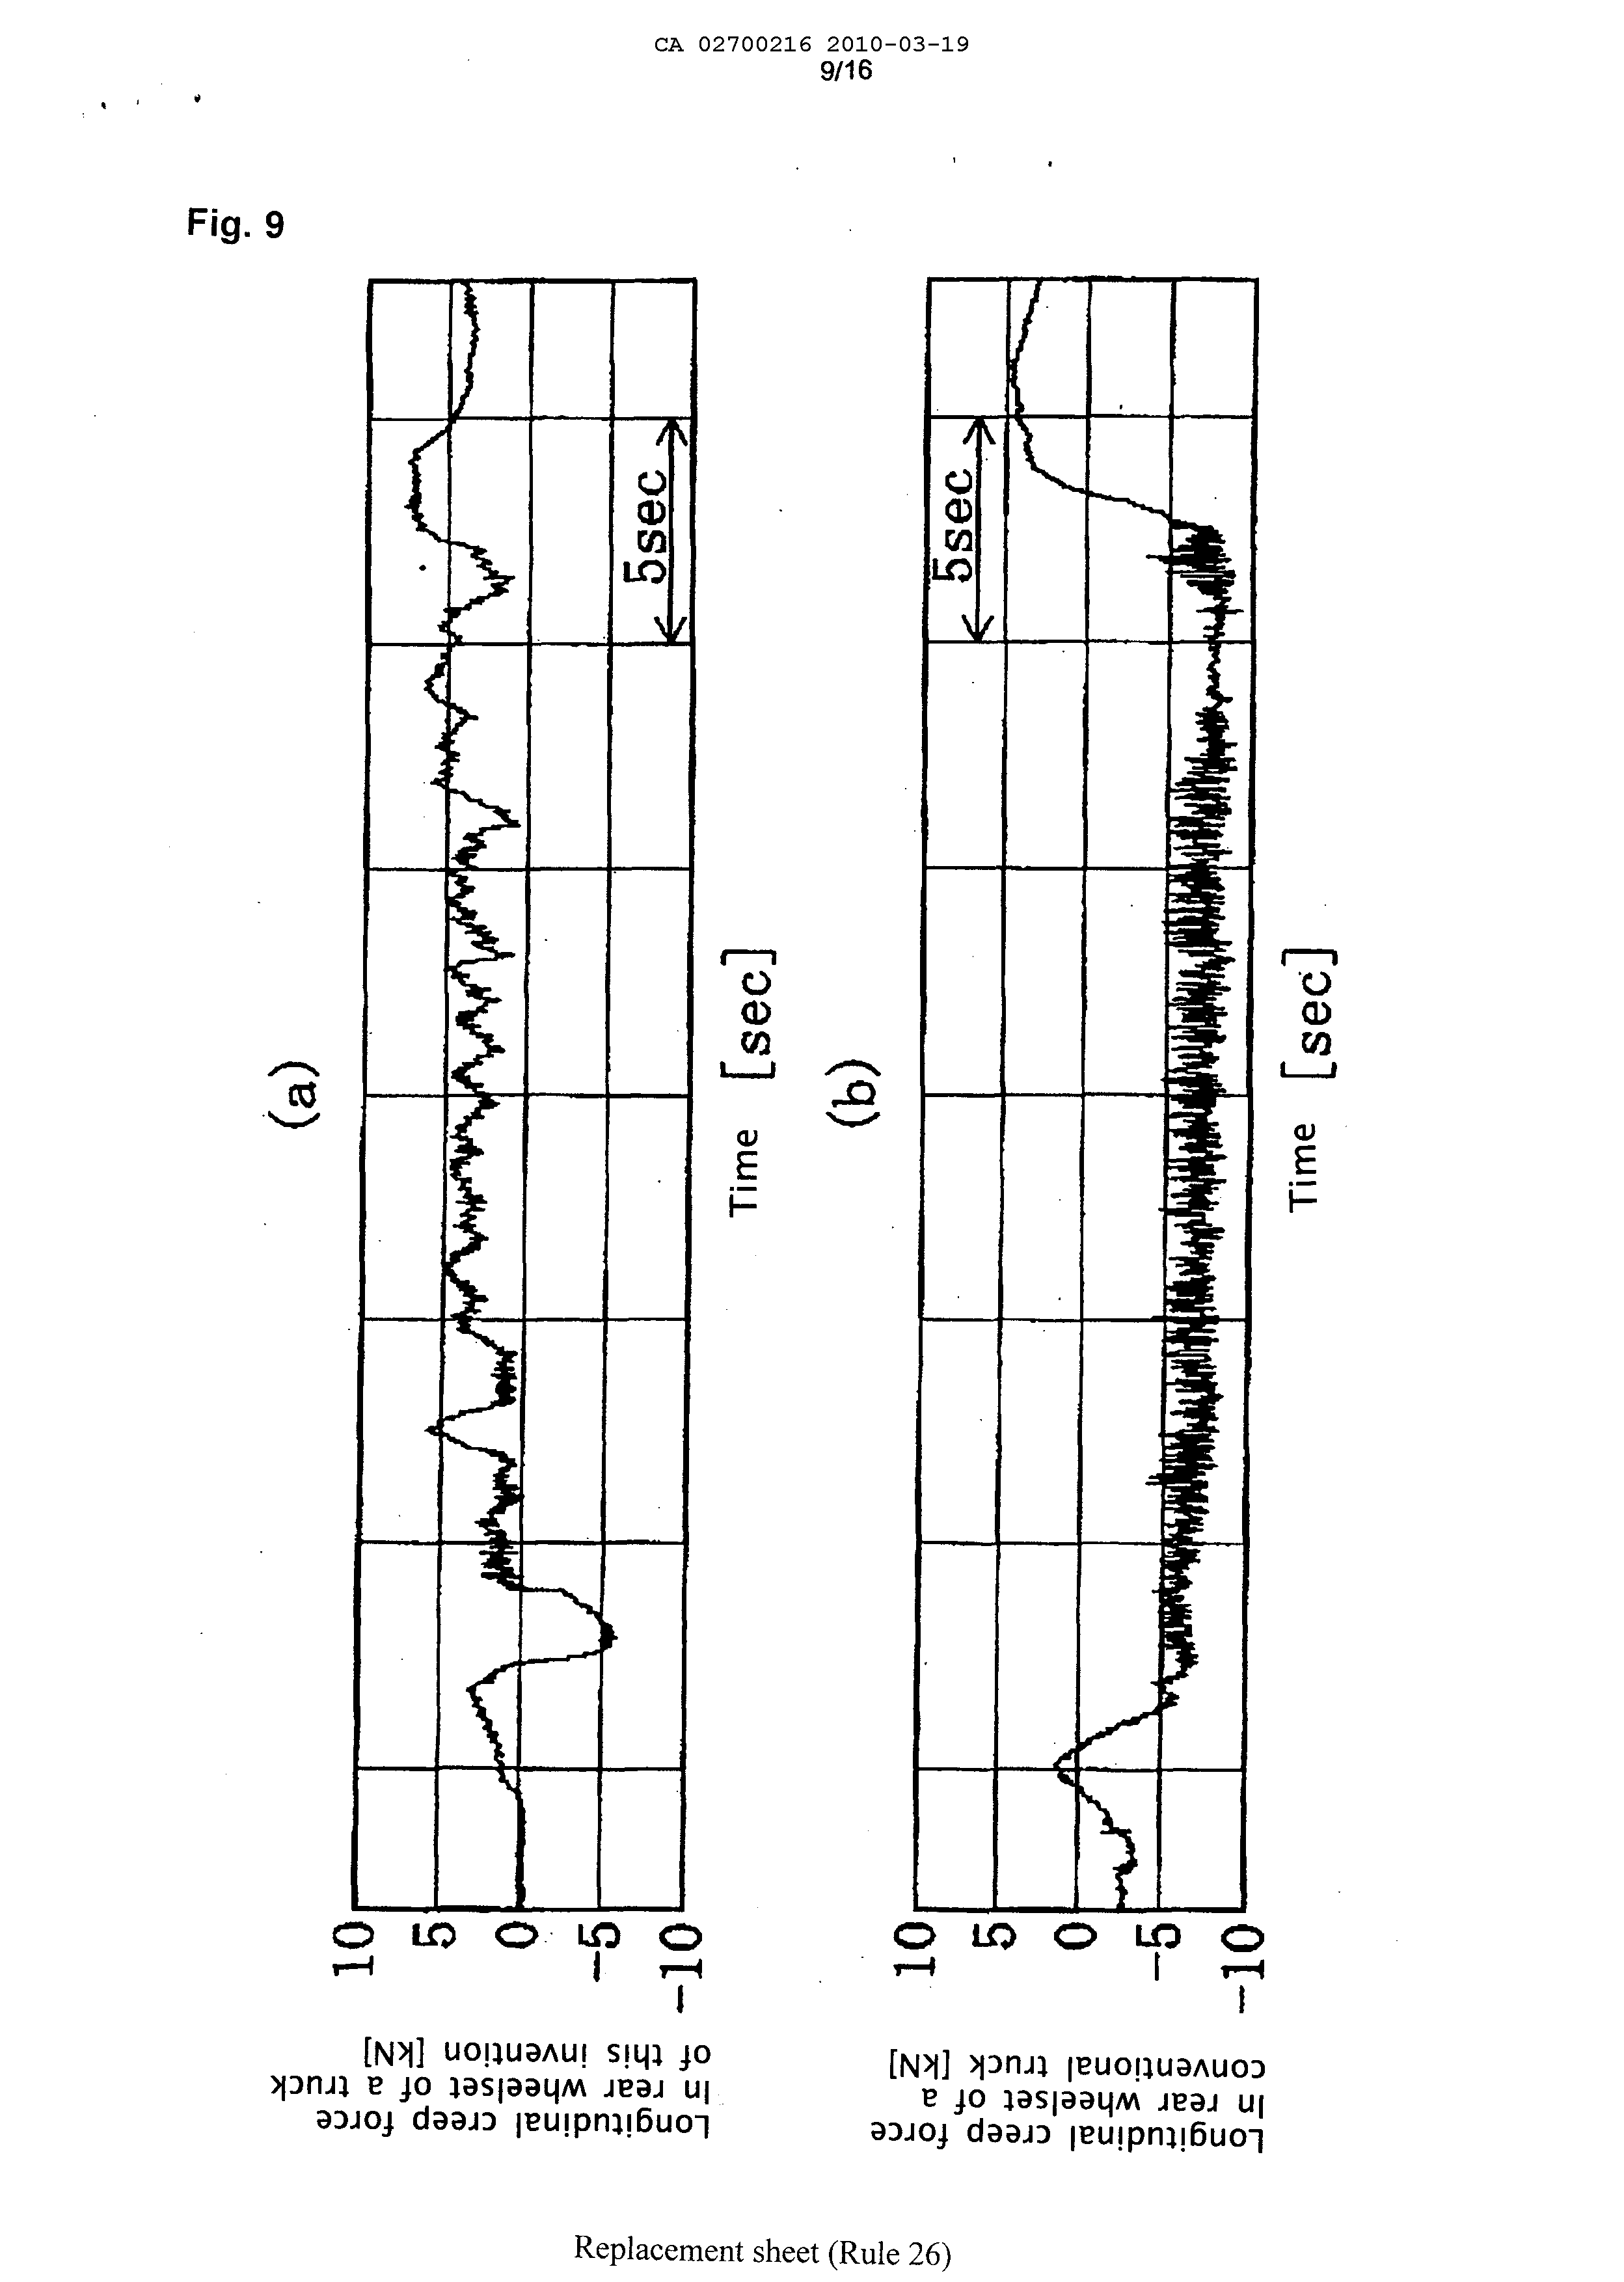 CA 02700216 2010-03-19
9/16
Fig. 9
(a)
10
5
0
-5
-10
5sec
Time [sec]
Longitudinal creep force
In rear wheelset of a truck
of this invention [kN]
(b)
10
5
0
-5
-10
5sec
Time [sec]
Longitudinal creep force
In rear wheelset of a
conventional truck [kN]
Replacement sheet (Rule 26)